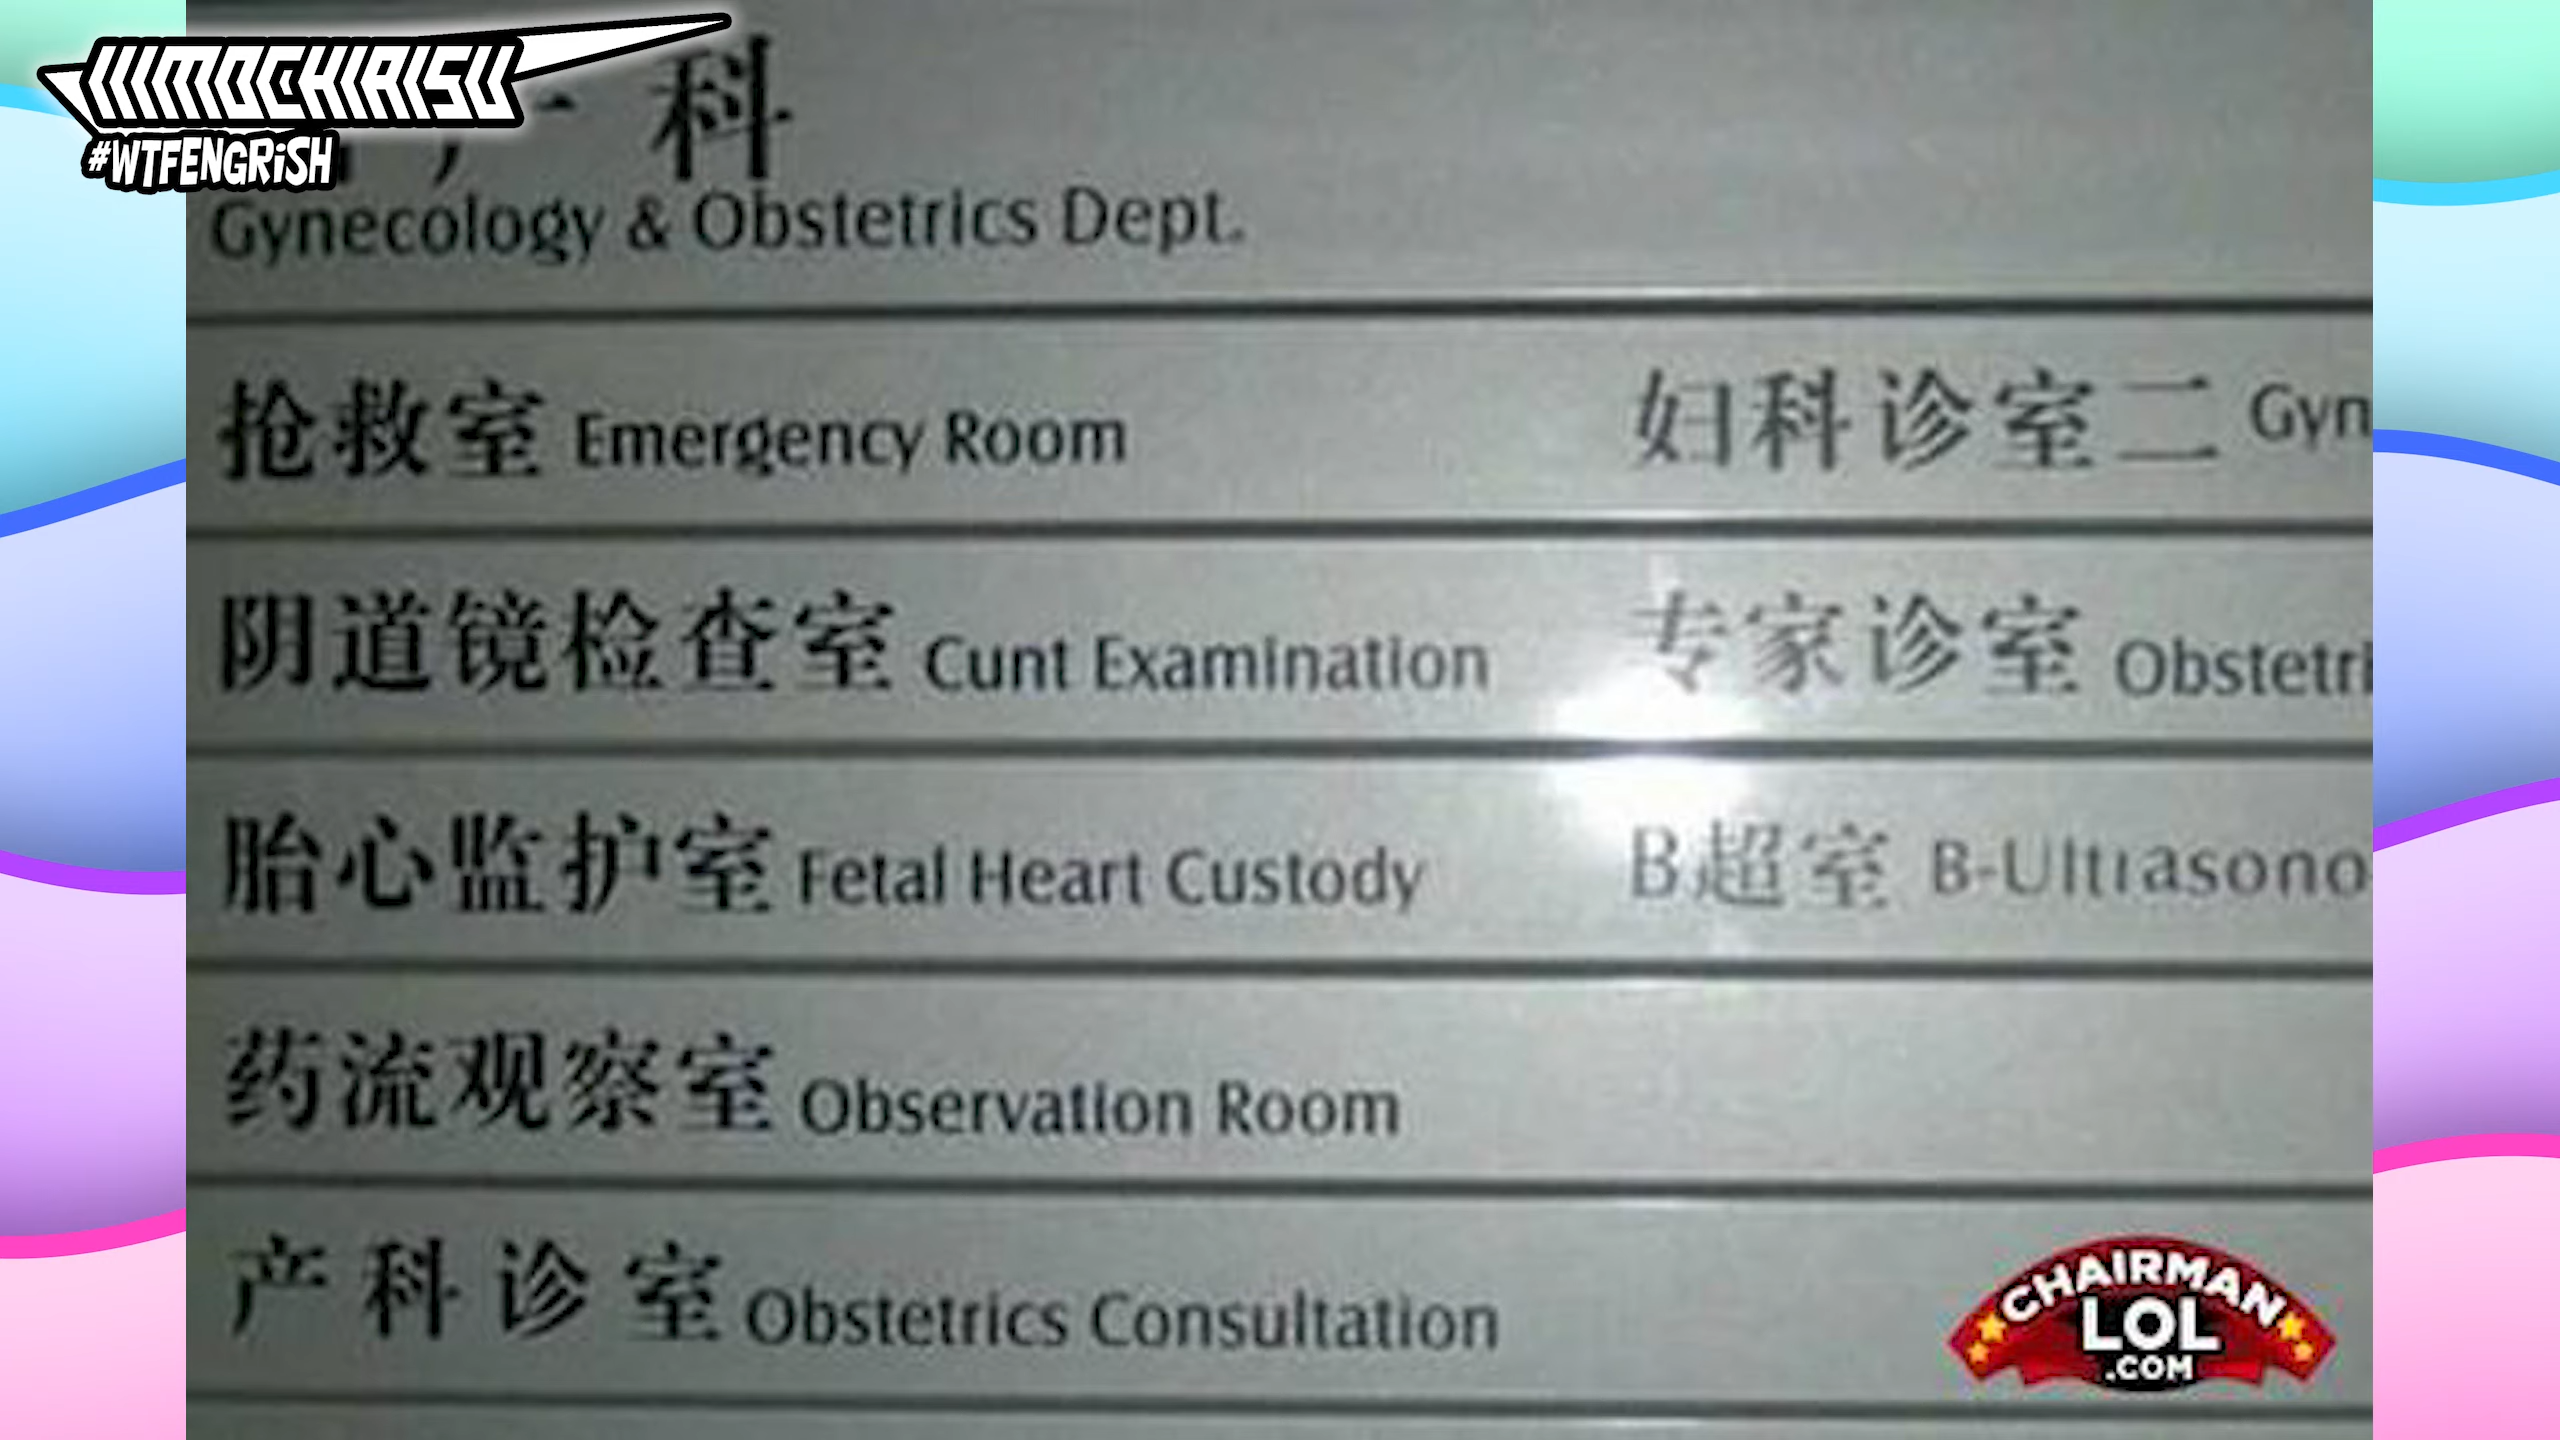 IIIMOCHIRISU
#WTFENGRiSH
科
Gynecology & Obstetrics Dept.
抢救室 Emergency Room
妇科诊室二 Gyn
阴道镜检查室 Cunt Examination
专家诊室 Obstetri
胎心监护室 Fetal Heart Custody
B超室 B-Ultrasono
药流观察室 Observation Room
产科诊室 Obstetrics Consultation
CHAIRMAN
LOL
.COM